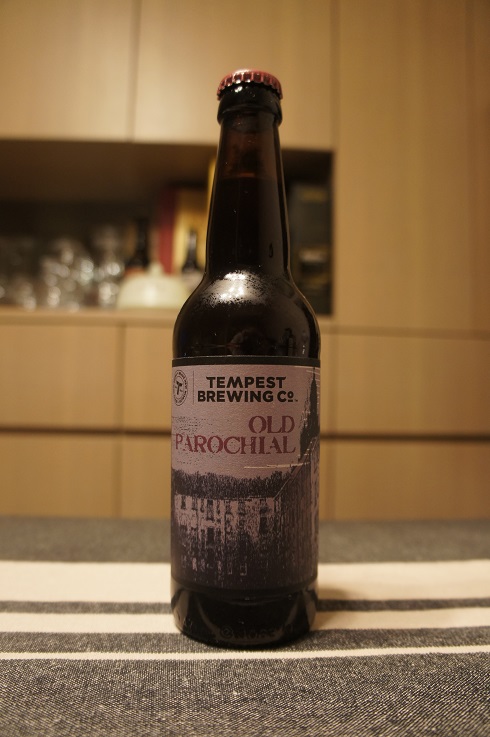 TEMPEST
BREWING Co.
OLD
PAROCHIAL